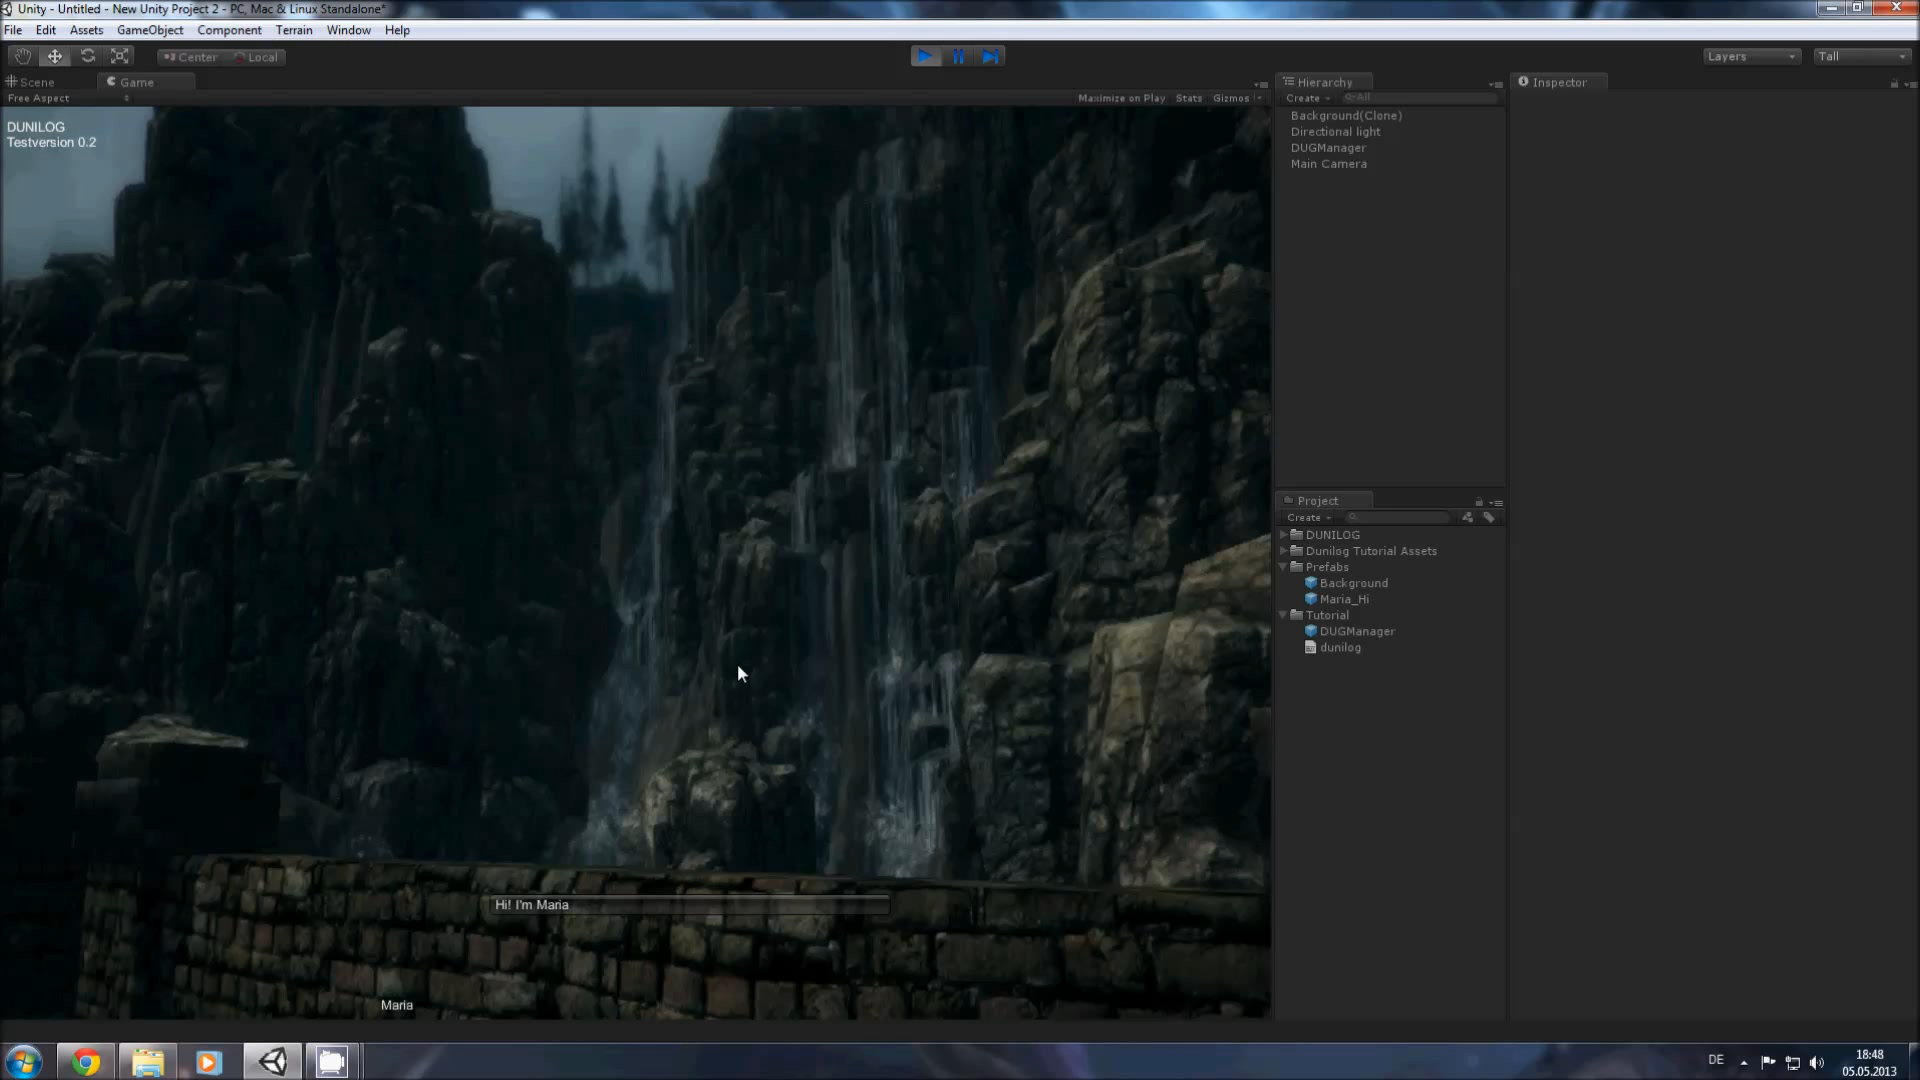 Unity - Untitled - New Unity Project 2 - PC, Mac & Linux Standalone*
File Edit Assets GameObject Component Terrain Window Help
Center Local
Layers
Tall
Scene
Game
Free Aspect
Maximize on Play Stats Gizmos
DUNILOG
Testversion 0.2
Hi! I'm Maria
Maria
Hierarchy
Create All
Background(Clone)
Directional light
DUGManager
Main Camera
Project
Create
DUNILOG
Dunilog Tutorial Assets
Prefabs
Background
Maria_Hi
Tutorial
DUGManager
dunilog
Inspector
DE
18:48
05.05.2013